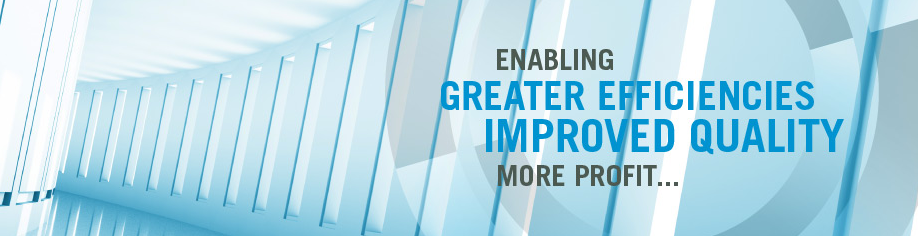 ENABLING
GREATER EFFICIENCIES
IMPROVED QUALITY
MORE PROFIT...